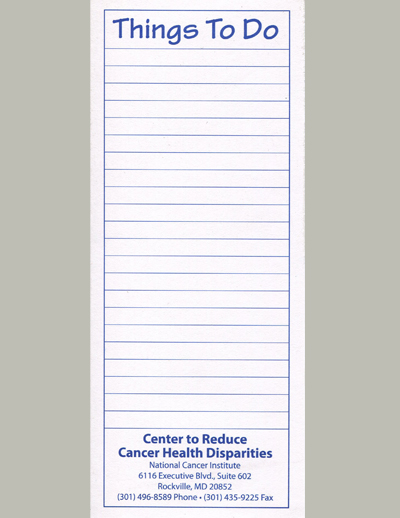 Things To Do
Center to Reduce
Cancer Health Disparities
National Cancer Institute
6116 Executive Blvd., Suite 602
Rockville, MD 20852
(301) 496-8589 Phone • (301) 435-9225 Fax